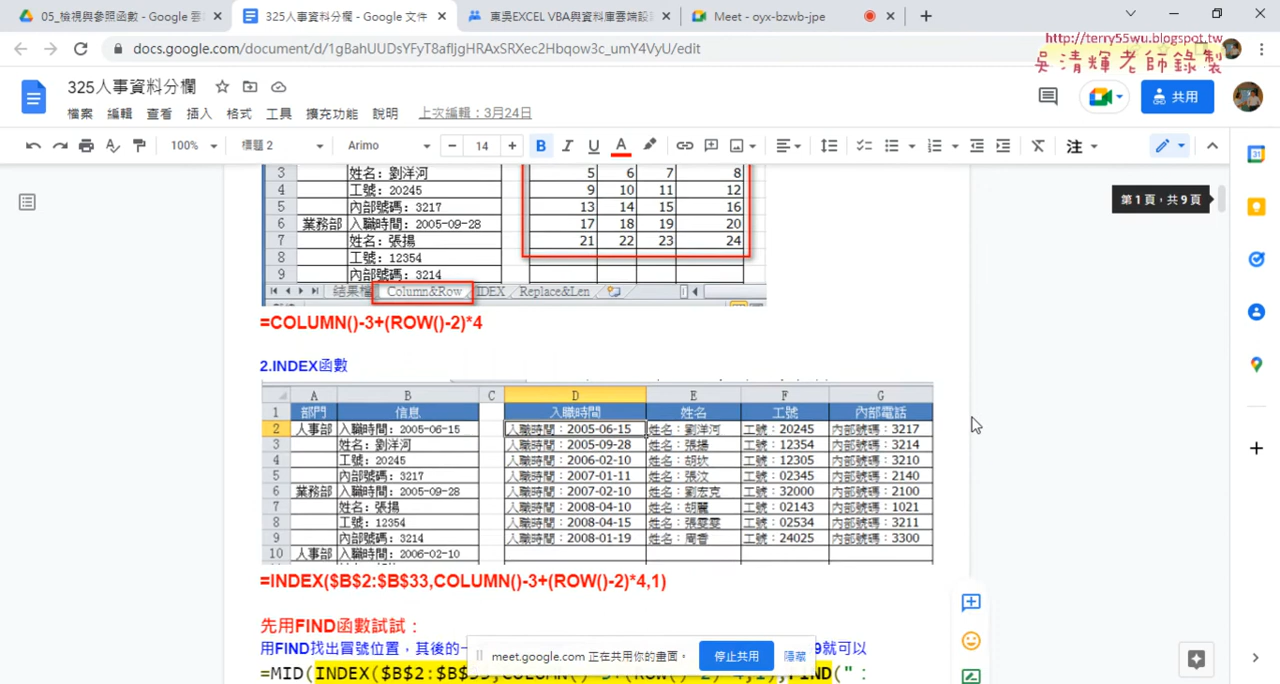 05_檢視與參照函數 - Google 雲
325人事資料分欄 - Google 文件
東吳EXCEL VBA與資料庫雲端設
Meet - oyx-bzwb-jpe
docs.google.com/document/d/1gBahUUDsYFyT8afIjgHRAxSRXec2Hbqow3c_umY4VyU/edit
http://terry55wu.blogspot.tw
吳清輝老師錄製
325人事資料分欄
共用
檔案 編輯 查看 插入 格式 工具 擴充功能 說明 上次編輯：3月24日
100% 標題 2 Arimo 14 B I U A 注
第 1 頁，共 9 頁
3 姓名：劉洋河 5 6 7 8
4 工號：20245 9 10 11 12
5 內部號碼：3217 13 14 15 16
6 業務部 入職時間：2005-09-28 17 18 19 20
7 姓名：張揚 21 22 23 24
8 工號：12354
9 內部號碼：3214
結果檔 Column&Row IDEX Replace&Len
=COLUMN()-3+(ROW()-2)*4
2.INDEX函數
A B C D E F G
1 部門 信息 入職時間 姓名 工號 內部電話
2 人事部 入職時間：2005-06-15 入職時間：2005-06-15 姓名：劉洋河 工號：20245 內部號碼：3217
3 姓名：劉洋河 入職時間：2005-09-28 姓名：張揚 工號：12354 內部號碼：3214
4 工號：20245 入職時間：2006-02-10 姓名：胡坎 工號：12305 內部號碼：3210
5 內部號碼：3217 入職時間：2007-01-11 姓名：張汶 工號：02345 內部號碼：2140
6 業務部 入職時間：2005-09-28 入職時間：2007-02-10 姓名：劉宏克 工號：32000 內部號碼：2100
7 姓名：張揚 入職時間：2008-04-10 姓名：胡麗 工號：02143 內部號碼：1021
8 工號：12354 入職時間：2008-04-15 姓名：張雯雯 工號：02534 內部號碼：3211
9 內部號碼：3214 入職時間：2008-01-19 姓名：周香 工號：24025 內部號碼：3300
10 人事部 入職時間：2006-02-10
=INDEX($B$2:$B$33,COLUMN()-3+(ROW()-2)*4,1)
先用FIND函數試試：
用FIND找出冒號位置，其後的一 9就可以
meet.google.com 正在共用你的畫面。 停止共用 隱藏
=MID(INDEX($B$2:$B$33,COLUMN()-3+(ROW()-2)*4,1),FIND("：